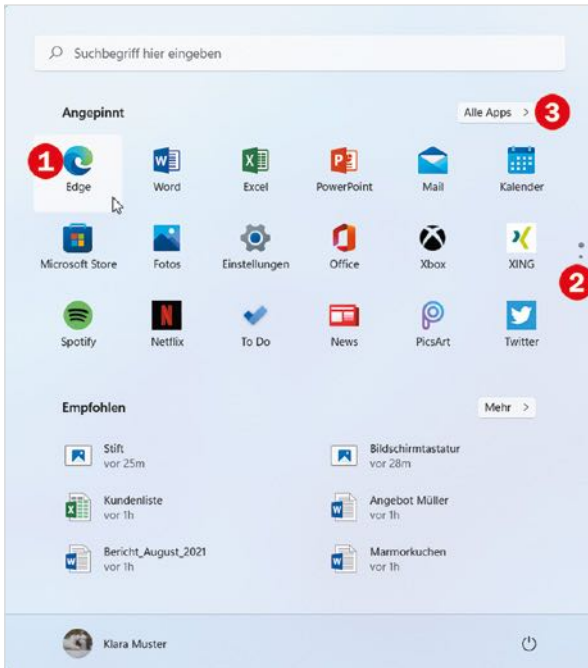 Suchbegriff hier eingeben
Angepinnt
Alle Apps >
3
1
Edge
Word
Excel
PowerPoint
Mail
Kalender
Microsoft Store
Fotos
Einstellungen
Office
Xbox
XING
2
Spotify
Netflix
To Do
News
PicsArt
Twitter
Empfohlen
Mehr >
Stift
vor 25m
Bildschirmtastatur
vor 28m
Kundenliste
vor 1h
Angebot Müller
vor 1h
Bericht_August_2021
vor 1h
Marmorkuchen
vor 1h
Klara Muster